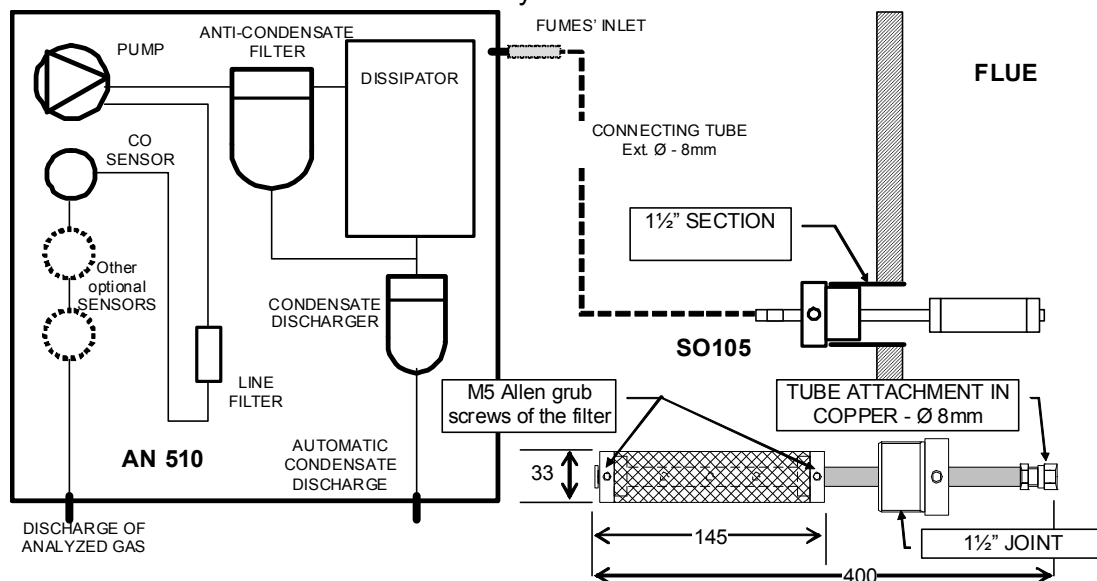 FUMES' INLET
PUMP
ANTI-CONDENSATE
FILTER
DISSIPATOR
FLUE
CO
SENSOR
CONNECTING TUBE
Ext. Ø - 8mm
1½” SECTION
Other
optional
SENSORS
CONDENSATE
DISCHARGER
SO105
LINE
FILTER
M5 Allen grub
screws of the filter
TUBE ATTACHMENT IN
COPPER - Ø 8mm
AN 510
AUTOMATIC
CONDENSATE
DISCHARGE
33
DISCHARGE OF
ANALYZED GAS
145
1½” JOINT
400